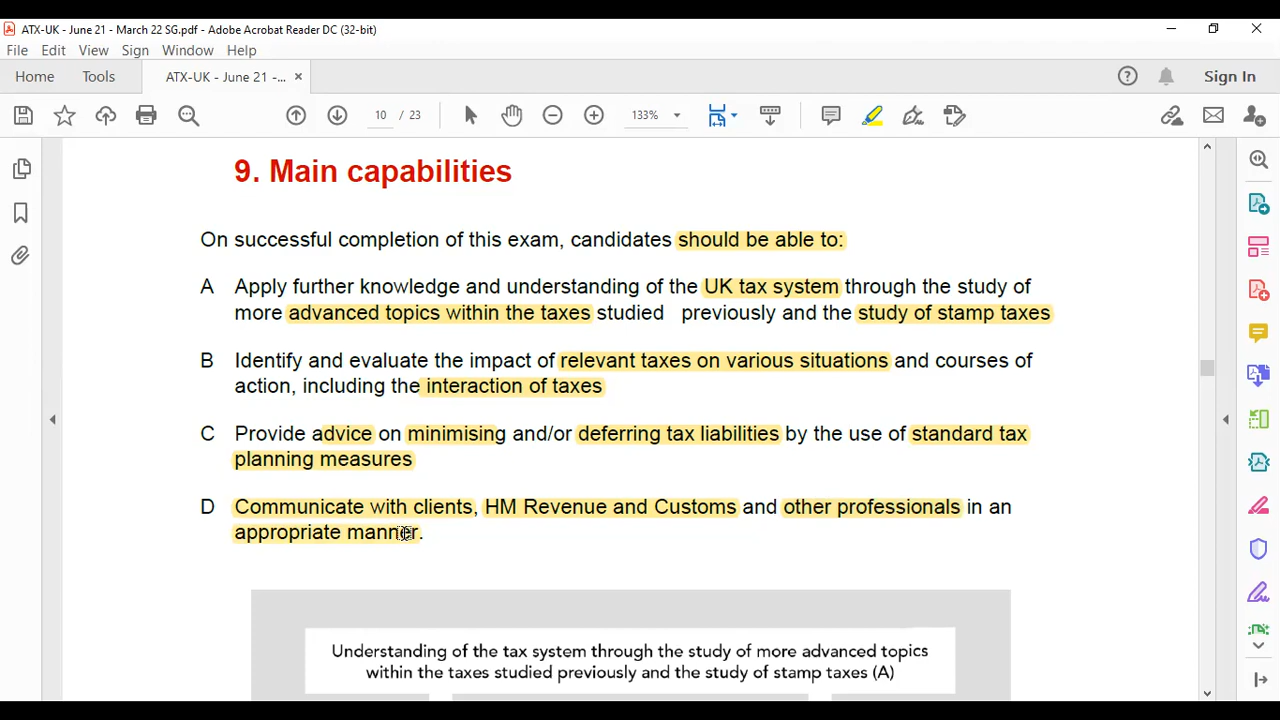 ATX-UK - June 21 - March 22 SG.pdf - Adobe Acrobat Reader DC (32-bit)
File Edit View Sign Window Help
Home Tools ATX-UK - June 21 -... Sign In
10 / 23 133%
9. Main capabilities
On successful completion of this exam, candidates should be able to:
A Apply further knowledge and understanding of the UK tax system through the study of
more advanced topics within the taxes studied previously and the study of stamp taxes
B Identify and evaluate the impact of relevant taxes on various situations and courses of
action, including the interaction of taxes
C Provide advice on minimising and/or deferring tax liabilities by the use of standard tax
planning measures
D Communicate with clients, HM Revenue and Customs and other professionals in an
appropriate manner.
Understanding of the tax system through the study of more advanced topics
within the taxes studied previously and the study of stamp taxes (A)